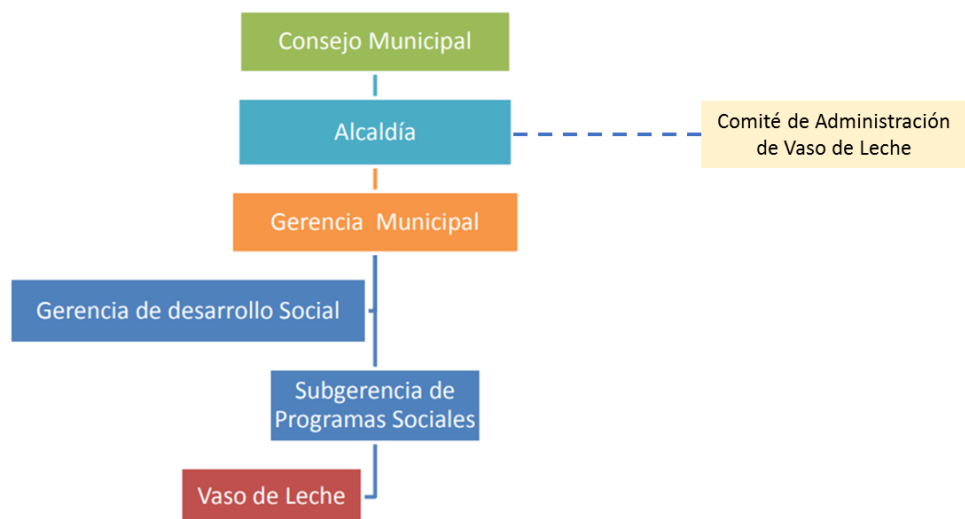 Consejo Municipal
Alcaldía
Comité de Administración
de Vaso de Leche
Gerencia Municipal
Gerencia de desarrollo Social
Subgerencia de
Programas Sociales
Vaso de Leche